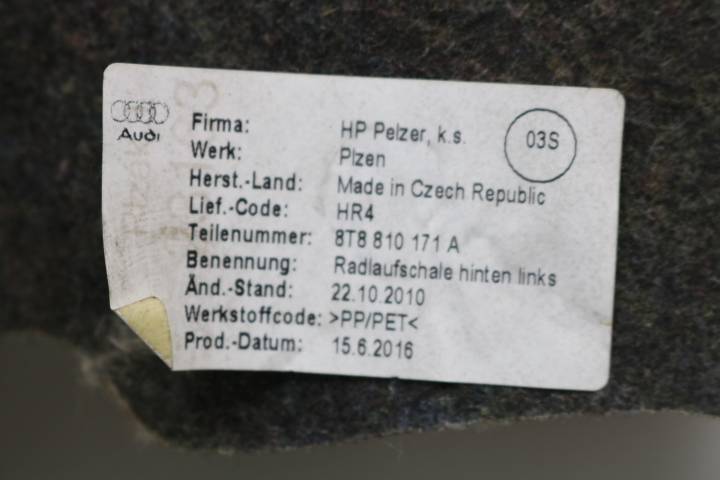 Audi
Firma: HP Pelzer, k.s. 03S
Werk: Plzen
Herst.-Land: Made in Czech Republic
Lief.-Code: HR4
Teilenummer: 8T8 810 171 A
Benennung: Radlaufschale hinten links
Änd.-Stand: 22.10.2010
Werkstoffcode: >PP/PET<
Prod.-Datum: 15.6.2016